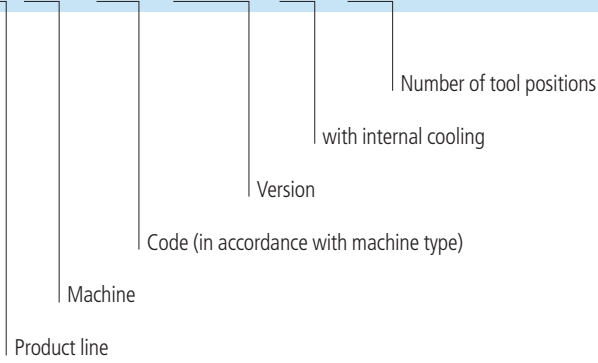 Number of tool positions
with internal cooling
Version
Code (in accordance with machine type)
Machine
Product line